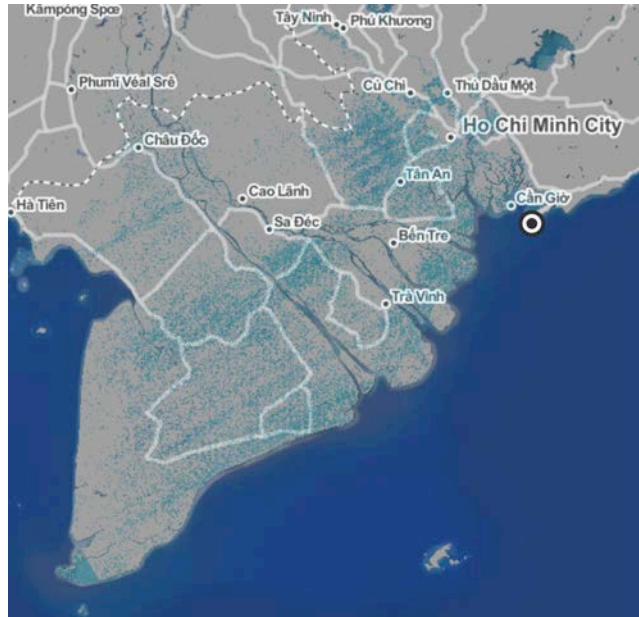 Kâmpóng Spœ
Tây Ninh
Phú Khương
Phumĭ Véal Srê
Củ Chi
Thủ Dầu Một
Ho Chi Minh City
Châu Đốc
Tân An
Cao Lãnh
Cần Giờ
Hà Tiên
Sa Đéc
Bến Tre
Trà Vinh